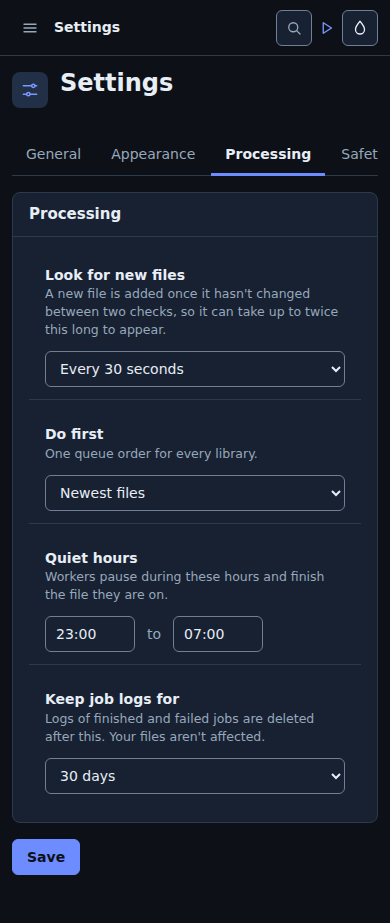 Settings
Settings
General Appearance Processing Safet
Processing
Look for new files
A new file is added once it hasn't changed
between two checks, so it can take up to twice
this long to appear.
Every 30 seconds
Do first
One queue order for every library.
Newest files
Quiet hours
Workers pause during these hours and finish
the file they are on.
23:00 to 07:00
Keep job logs for
Logs of finished and failed jobs are deleted
after this. Your files aren't affected.
30 days
Save